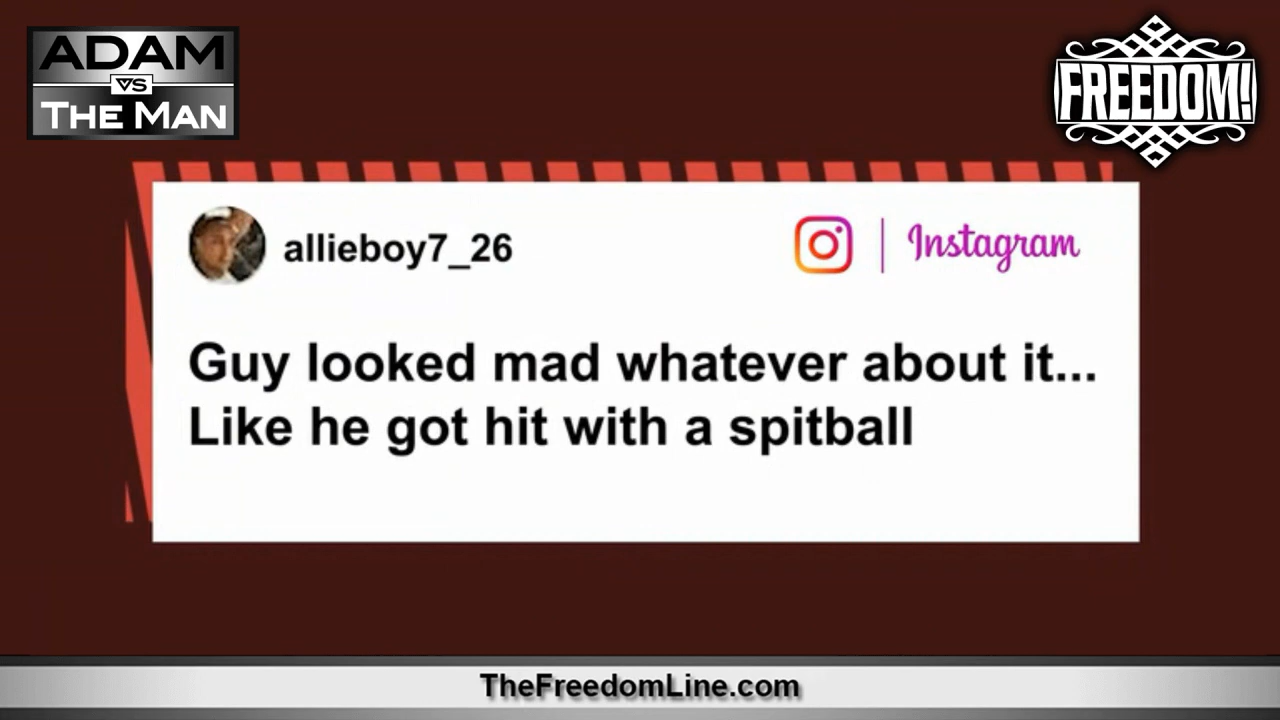 ADAM
VS
THE MAN
FREEDOM!
allieboy7_26
Instagram
Guy looked mad whatever about it...
Like he got hit with a spitball
TheFreedomLine.com